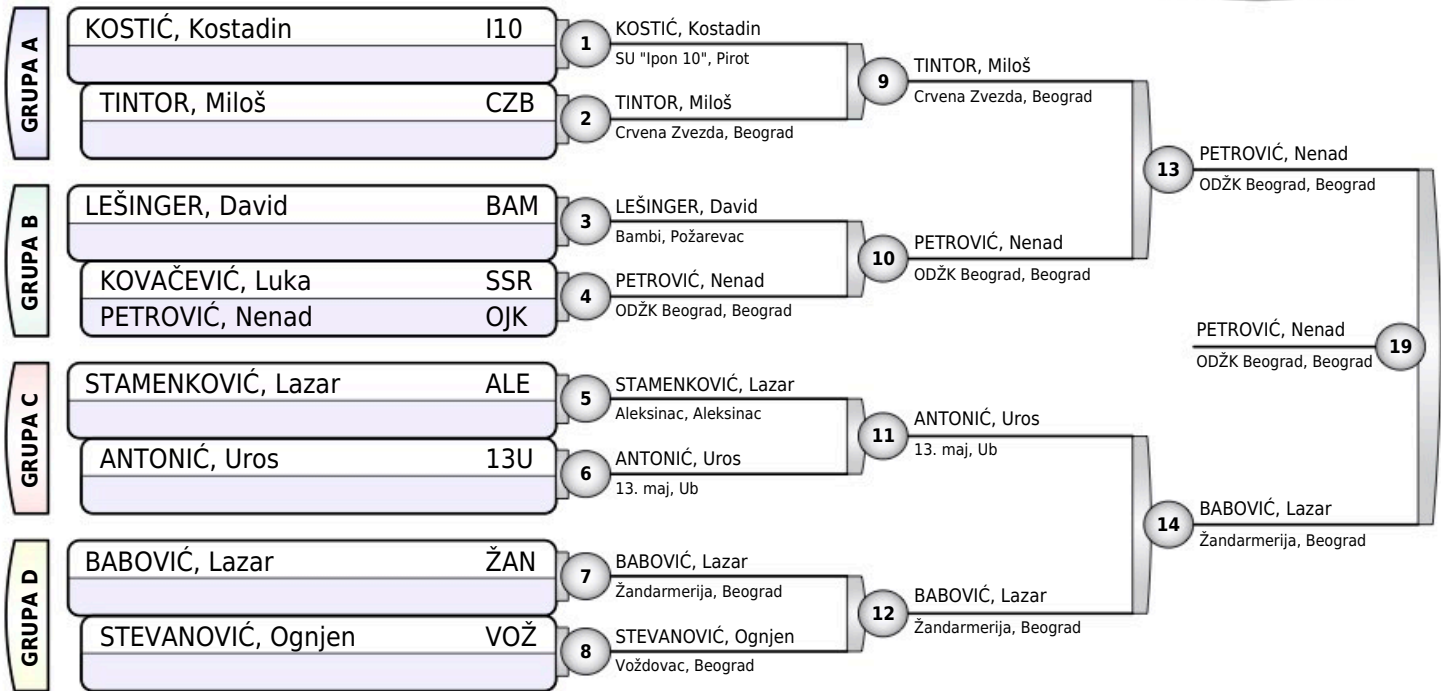 GRUPA A
KOSTIĆ, Kostadin I10
TINTOR, Miloš CZB
GRUPA B
LEŠINGER, David BAM
KOVAČEVIĆ, Luka SSR
PETROVIĆ, Nenad OJK
GRUPA C
STAMENKOVIĆ, Lazar ALE
ANTONIĆ, Uros 13U
GRUPA D
BABOVIĆ, Lazar ŽAN
STEVANOVIĆ, Ognjen VOŽ
1
KOSTIĆ, Kostadin
SU "Ipon 10", Pirot
2
TINTOR, Miloš
Crvena Zvezda, Beograd
3
LEŠINGER, David
Bambi, Požarevac
4
PETROVIĆ, Nenad
ODŽK Beograd, Beograd
5
STAMENKOVIĆ, Lazar
Aleksinac, Aleksinac
6
ANTONIĆ, Uros
13. maj, Ub
7
BABOVIĆ, Lazar
Žandarmerija, Beograd
8
STEVANOVIĆ, Ognjen
Voždovac, Beograd
9
TINTOR, Miloš
Crvena Zvezda, Beograd
10
PETROVIĆ, Nenad
ODŽK Beograd, Beograd
11
ANTONIĆ, Uros
13. maj, Ub
12
BABOVIĆ, Lazar
Žandarmerija, Beograd
13
PETROVIĆ, Nenad
ODŽK Beograd, Beograd
14
BABOVIĆ, Lazar
Žandarmerija, Beograd
PETROVIĆ, Nenad
ODŽK Beograd, Beograd
19